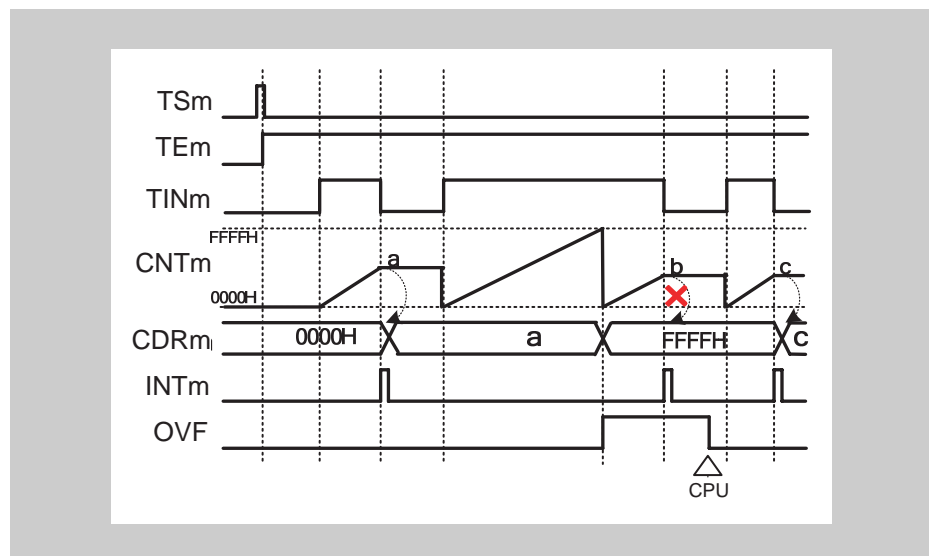 TSm
TEm
TINm
FFFFH
CNTm
a
b
c
0000H
CDRm
0000H
a
FFFFH
c
INTm
OVF
CPU